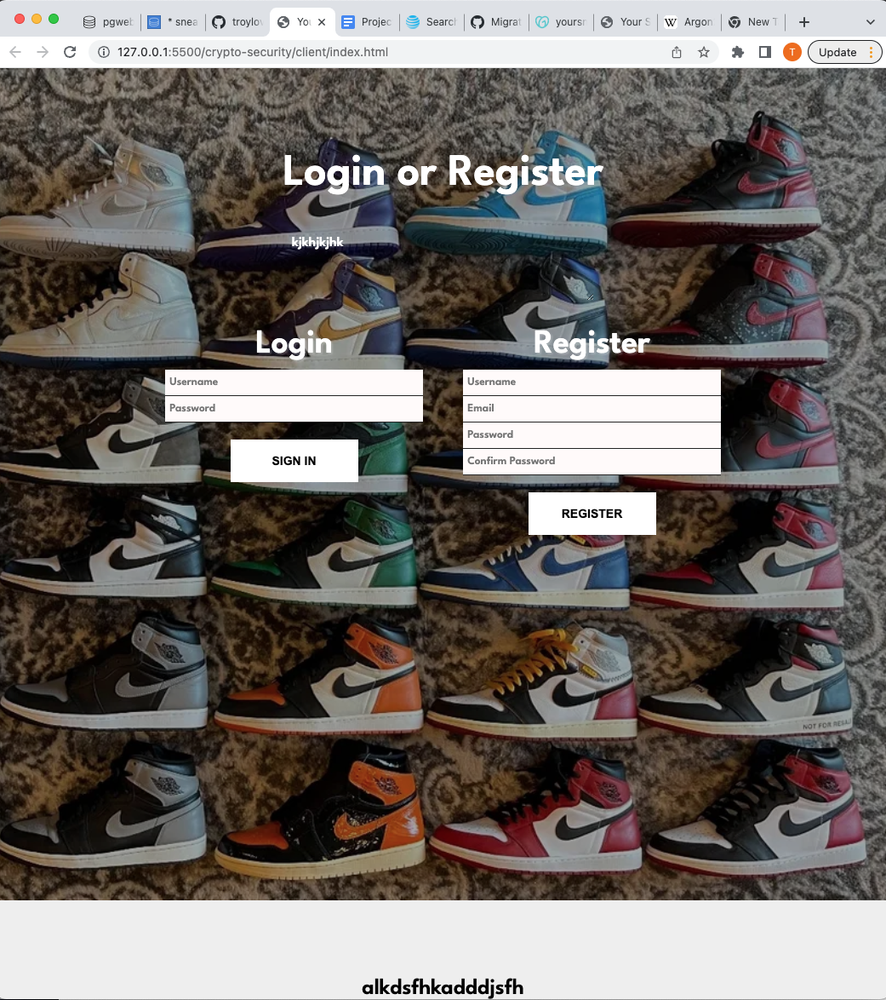 pgweb
* snea
troylov
You
Projec
Search
Migrat
yoursn
Your S
Argon
New T
127.0.0.1:5500/crypto-security/client/index.html
T
Update
Login or Register
kjkhjkjhk
Login
Register
Username
Password
SIGN IN
Username
Email
Password
Confirm Password
REGISTER
NOT FOR RESALE
alkdsfhkadddjsfh